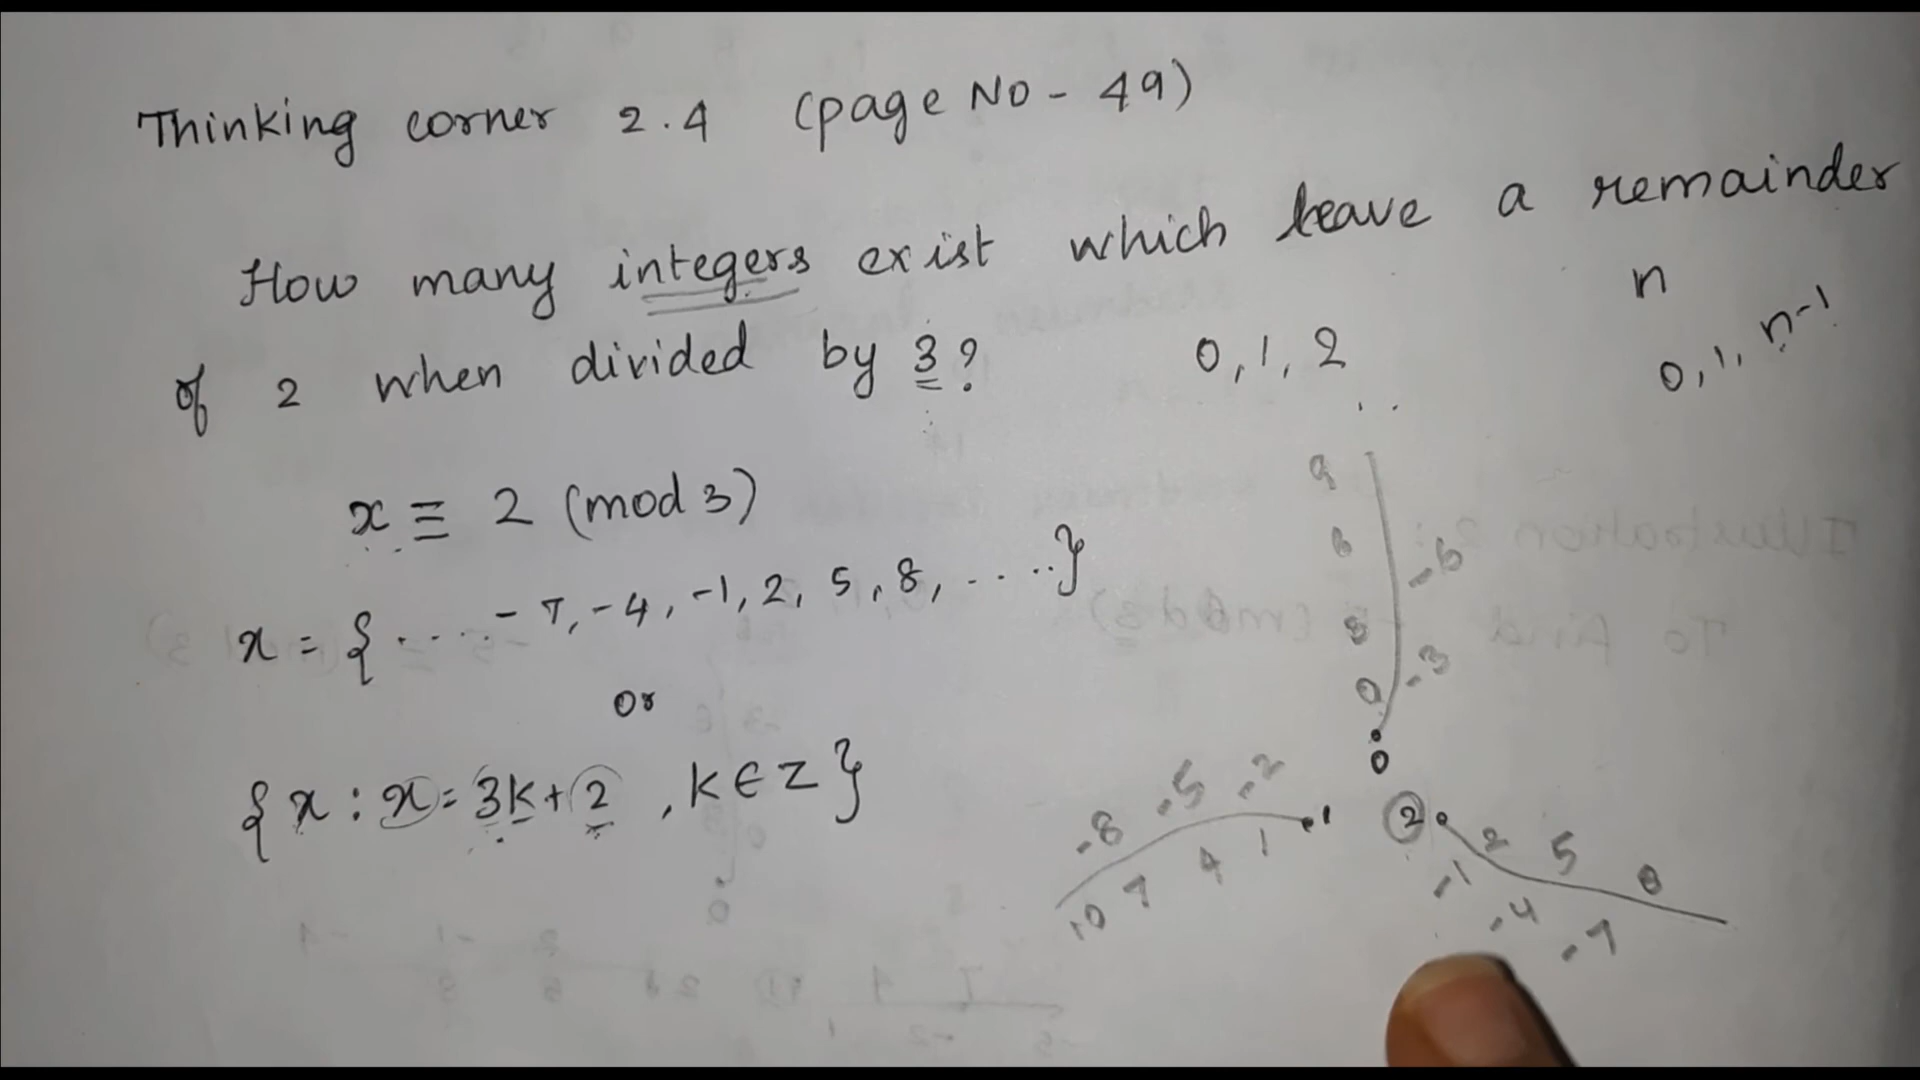 Thinking corner 2.4 (page No - 49)
How many integers exist which leave a remainder
of 2 when divided by 3?
0, 1, 2
n
0, 1, n-1
x ≡ 2 (mod 3)
x = {.....-7, -4, -1, 2, 5, 8, .....}
or
{x : x = 3k+2, k ∈ Z}
9
6 -6
3 -3
0
0
-8 -5 -2 1
10 7 4 1
2 2 5 8
-1 -4 -7